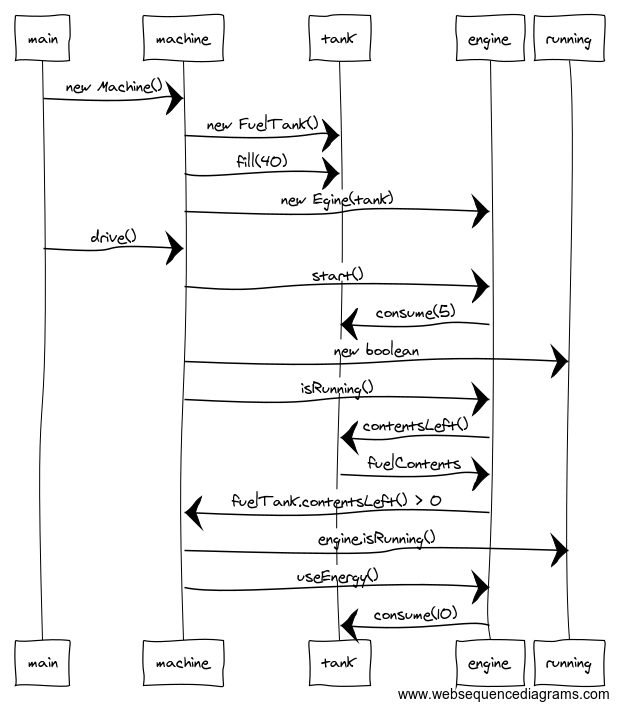 main machine tank engine running
new Machine()
new FuelTank()
fill(40)
new Egine(tank)
drive()
start()
consume(5)
new boolean
isRunning()
contentsLeft()
fuelContents
fuelTank.contentsLeft() > 0
engine.isRunning()
useEnergy()
consume(10)
main machine tank engine running
www.websequencediagrams.com